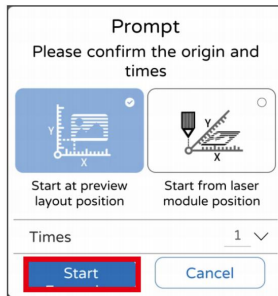 Prompt
Please confirm the origin and
times
Y
X
Y
X
Start at preview
layout position
Start from laser
module position
Times
1
Start
Cancel